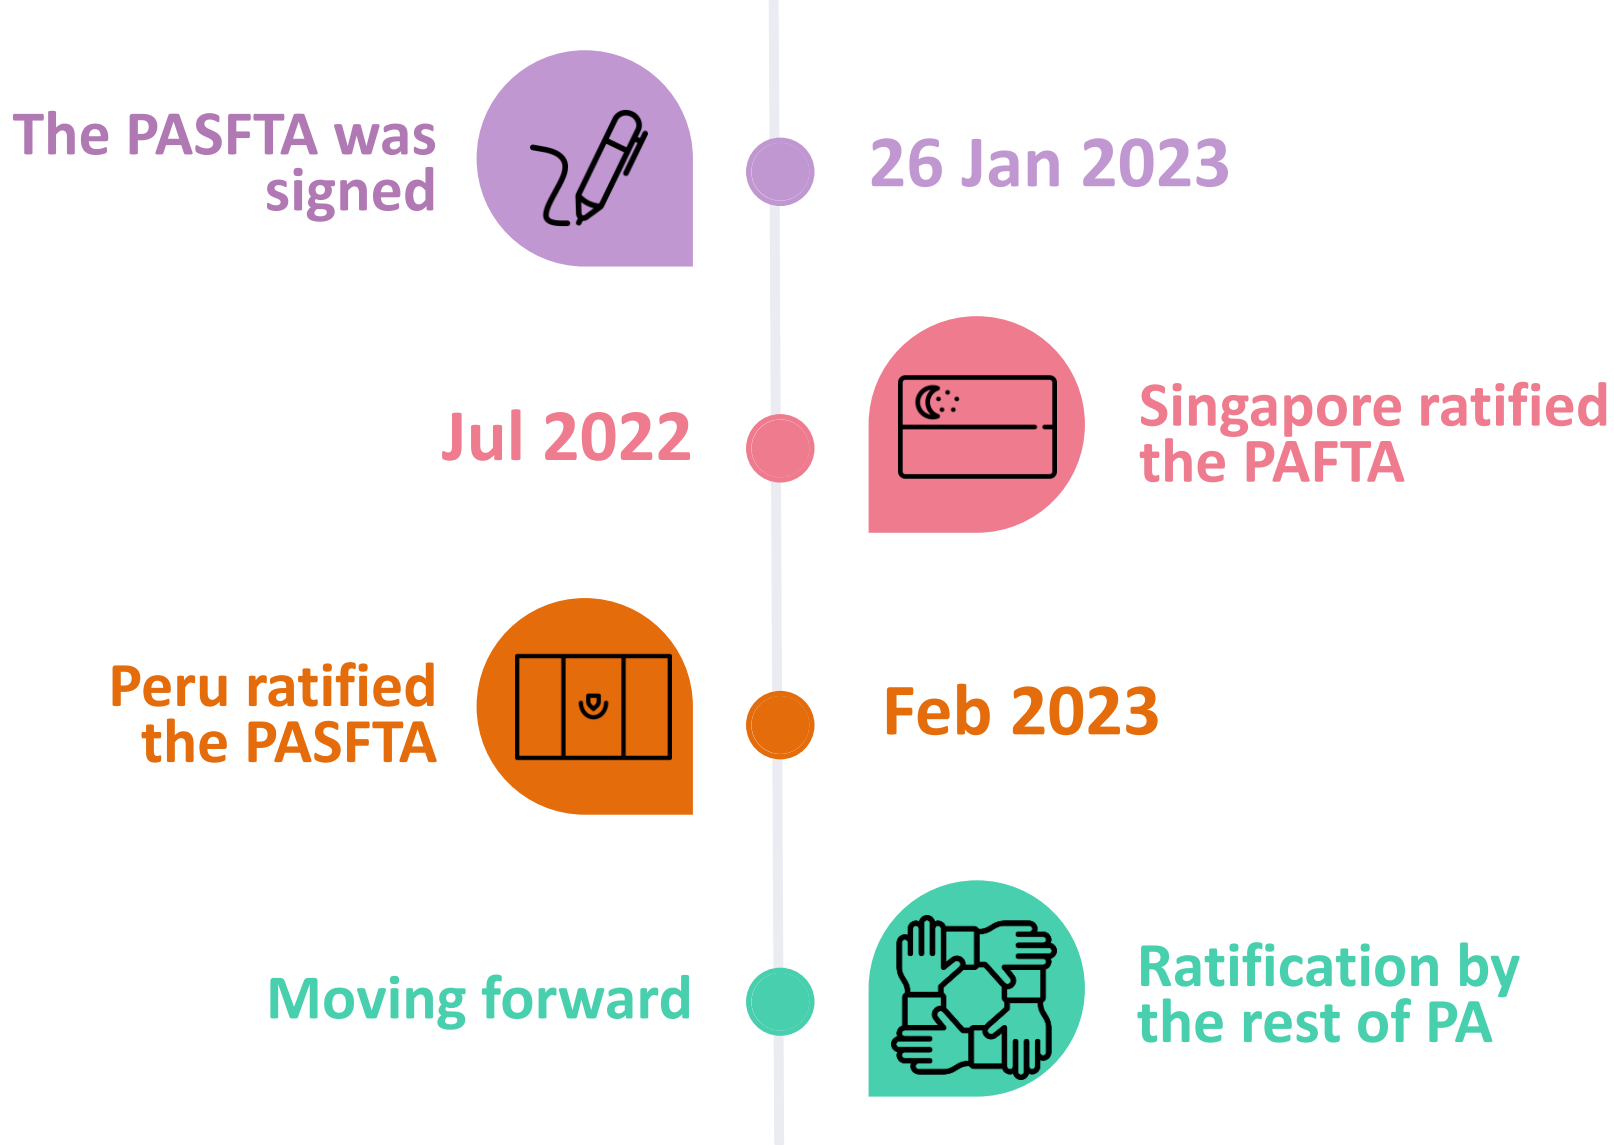 The PASFTA was
signed
26 Jan 2023
Jul 2022
Singapore ratified
the PAFTA
Peru ratified
the PASFTA
Feb 2023
Moving forward
Ratification by
the rest of PA